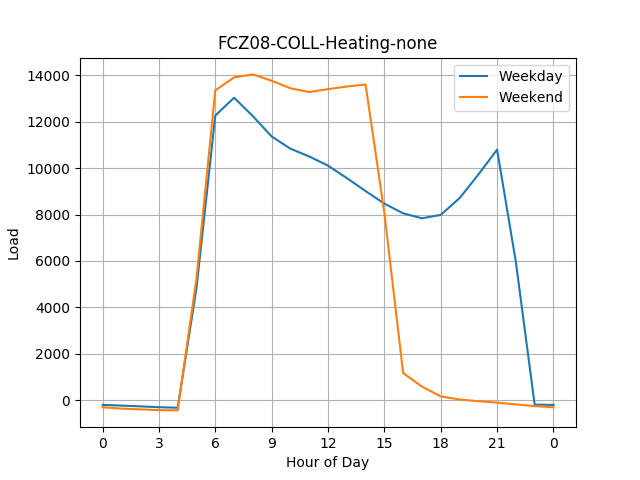 FCZ08-COLL-Heating-none
Weekday
Weekend
14000
12000
10000
8000
6000
4000
2000
0
Load
0 3 6 9 12 15 18 21 0
Hour of Day